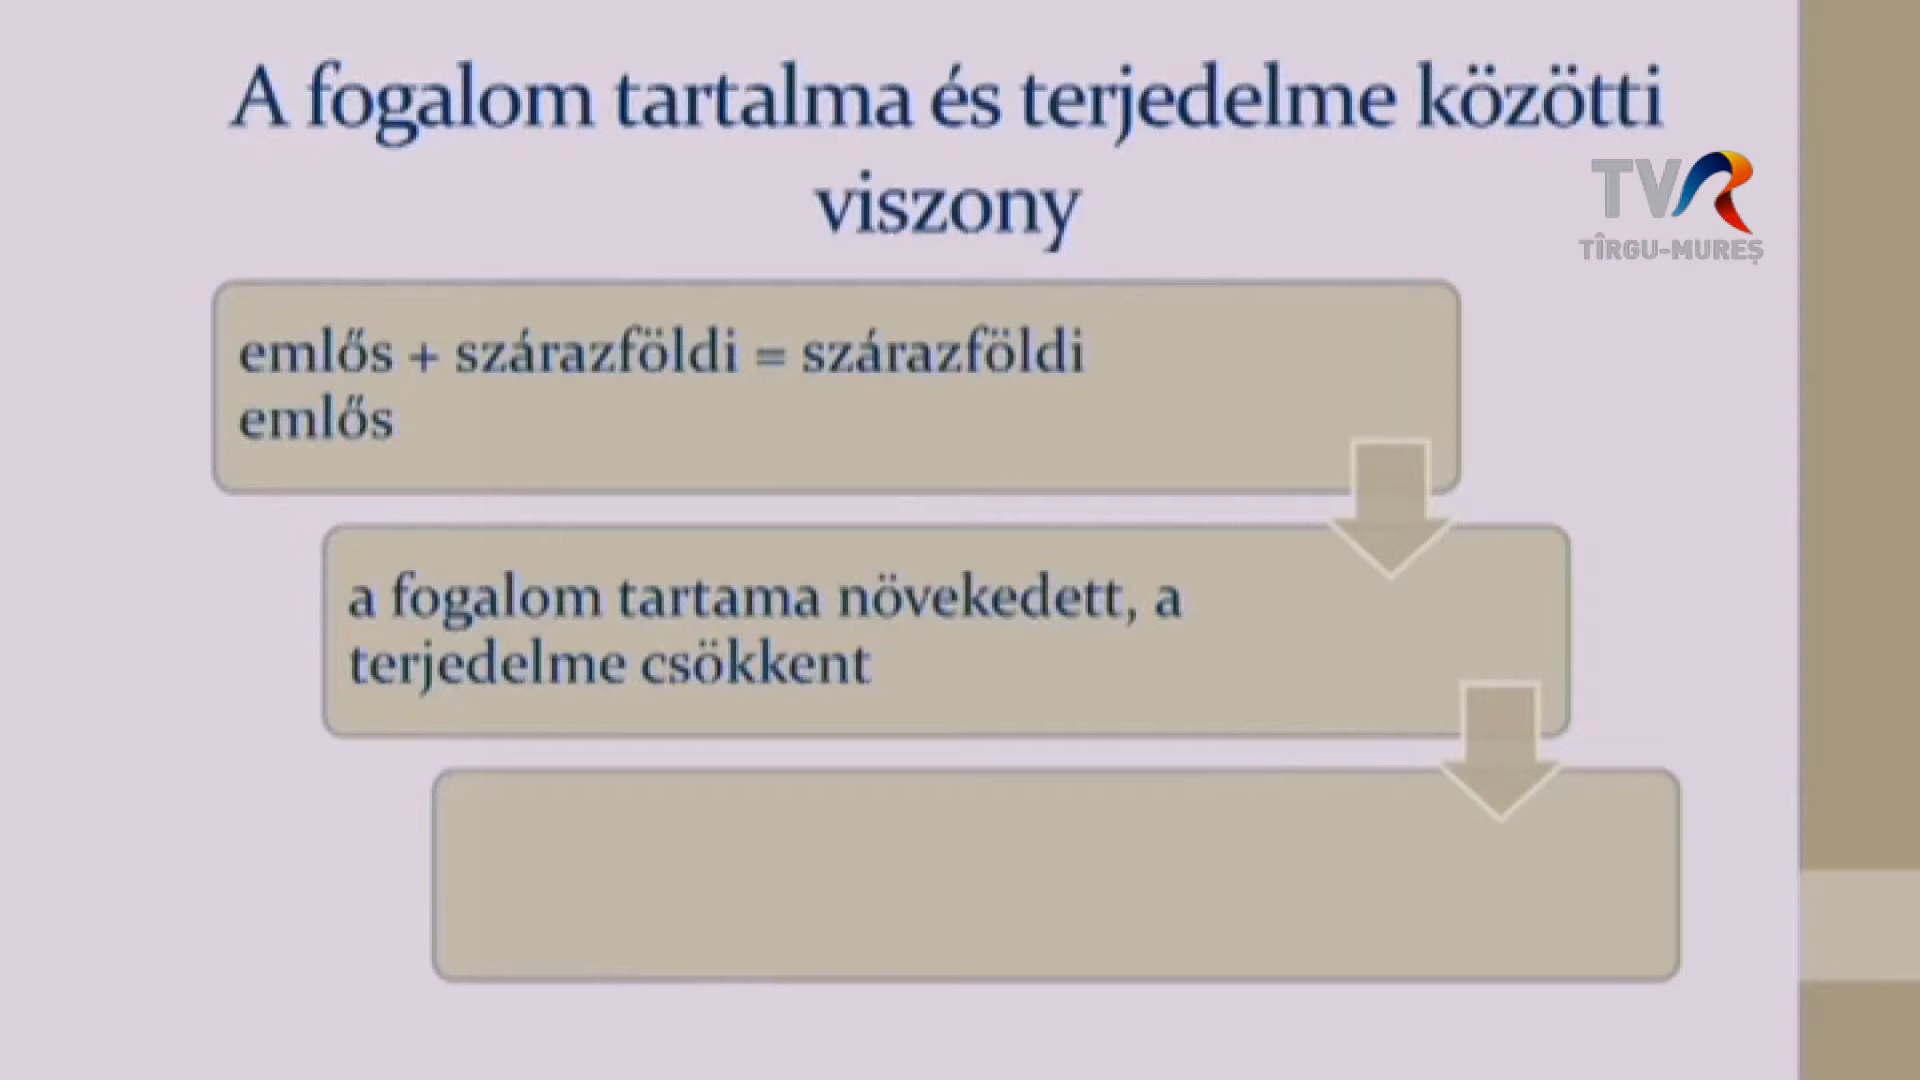 A fogalom tartalma és terjedelme közötti
viszony
TVR
TÎRGU-MUREȘ
emlős + szárazföldi = szárazföldi
emlős
a fogalom tartama növekedett, a
terjedelme csökkent